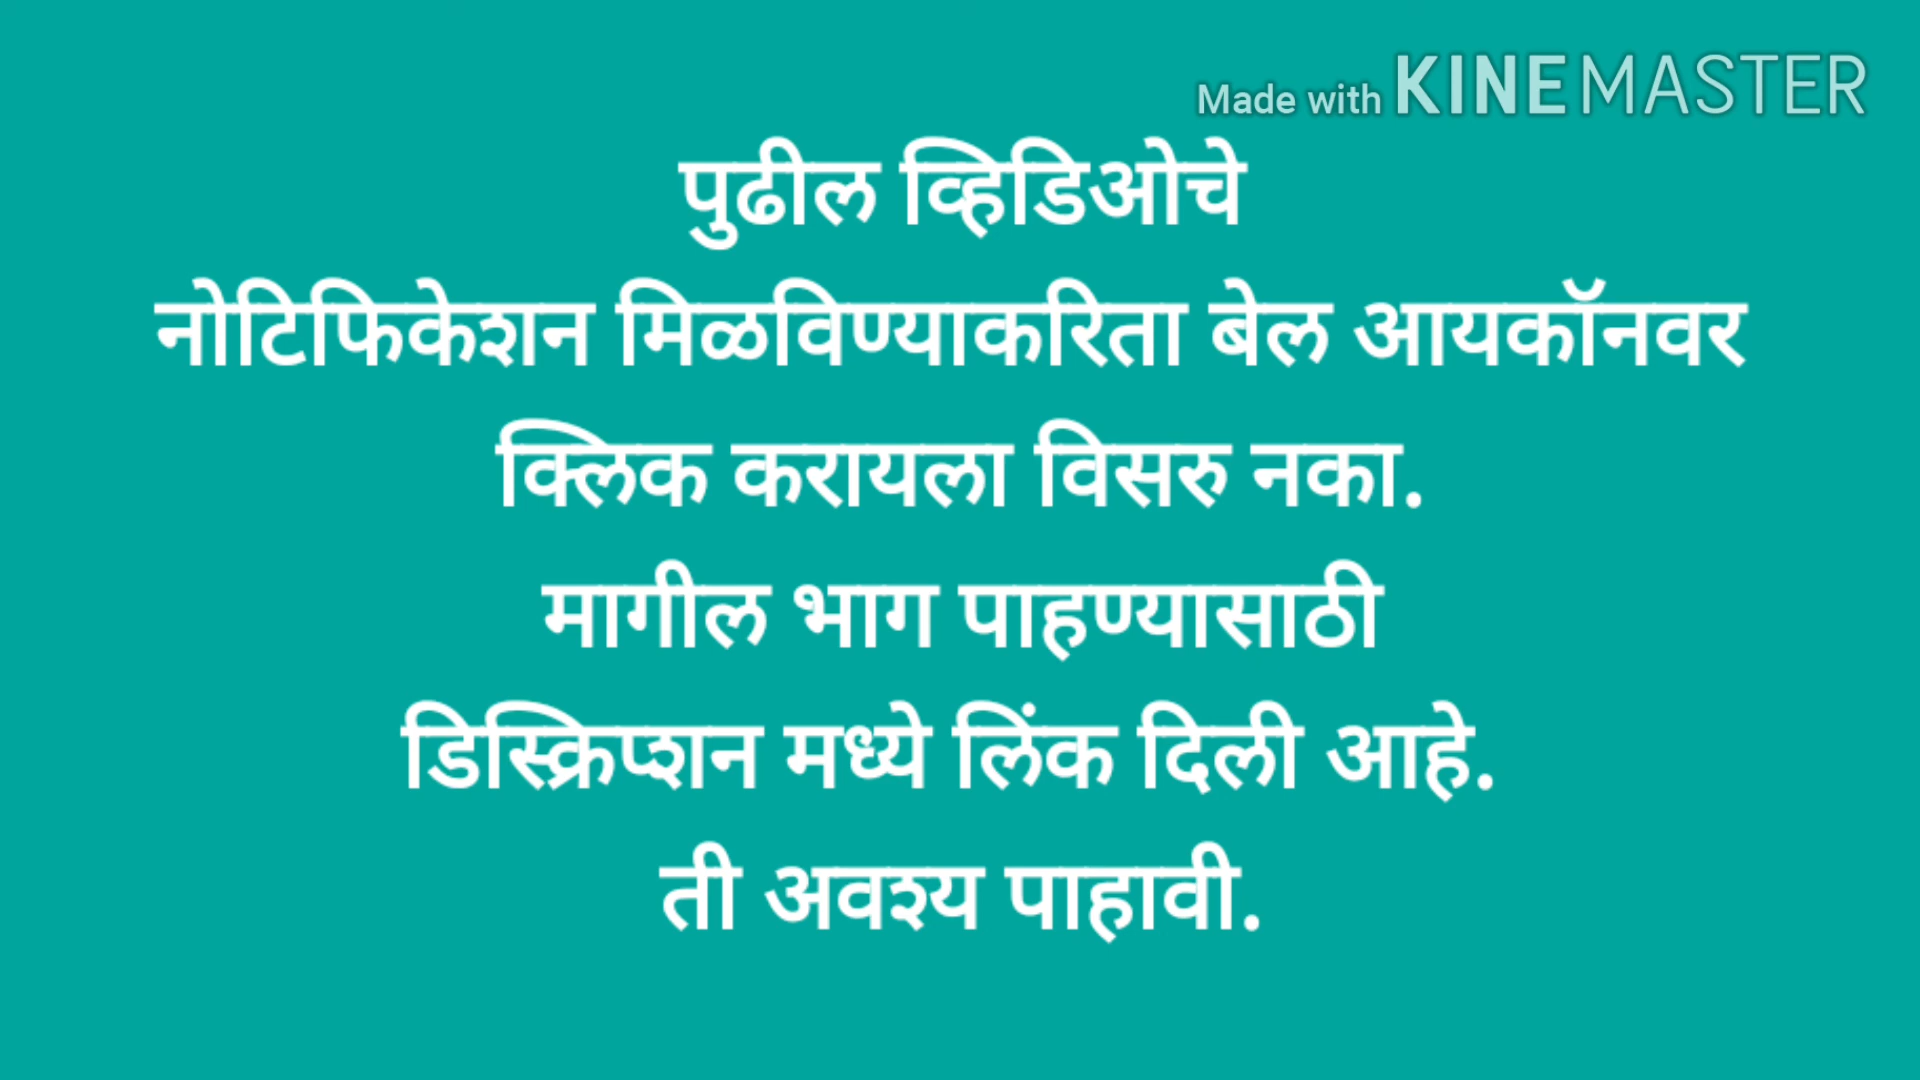 Made with KINEMASTER
पुढील व्हिडिओचे
नोटिफिकेशन मिळविण्याकरिता बेल आयकॉनवर
क्लिक करायला विसरु नका.
मागील भाग पाहण्यासाठी
डिस्क्रिप्शन मध्ये लिंक दिली आहे.
ती अवश्य पाहावी.